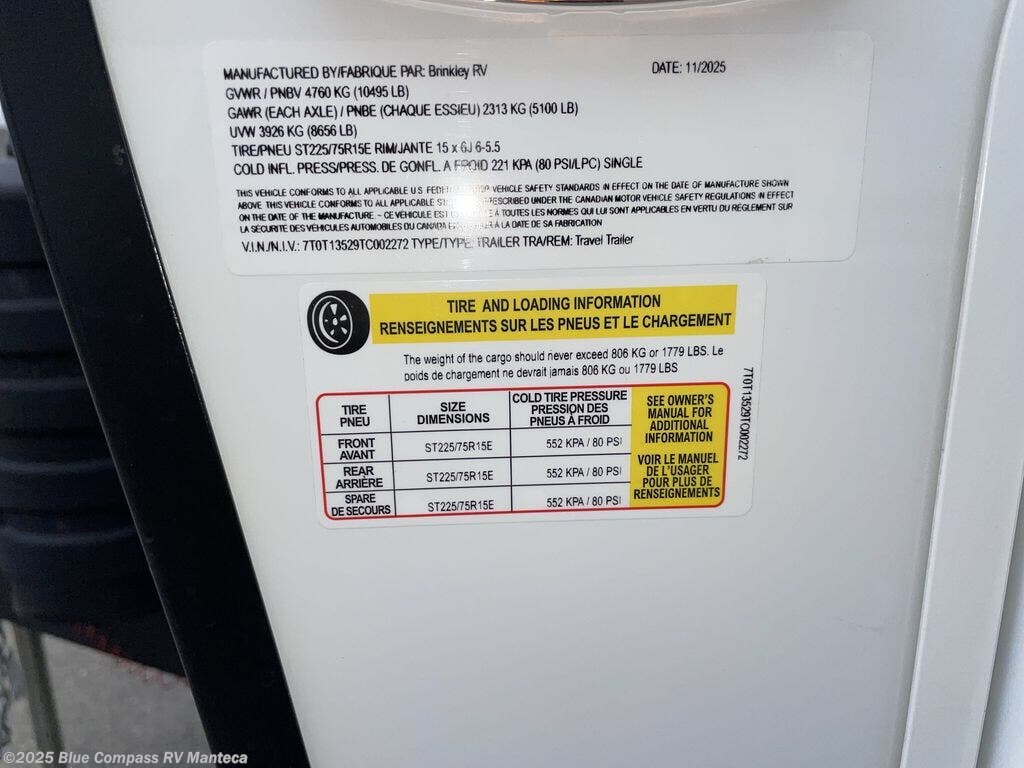 MANUFACTURED BY/FABRIQUE PAR: Brinkley RV DATE: 11/2025
GVWR / PNBV 4760 KG (10495 LB)
GAWR (EACH AXLE) / PNBE (CHAQUE ESSIEU) 2313 KG (5100 LB)
UVW 3926 KG (8656 LB)
TIRE/PNEU ST225/75R15E RIM/JANTE 15 x 6J 6-5.5
COLD INFL. PRESS/PRESS. DE GONFL. A FROID 221 KPA (80 PSI/LPC) SINGLE
THIS VEHICLE CONFORMS TO ALL APPLICABLE U.S. VEHICLE SAFETY STANDARDS IN EFFECT ON THE DATE OF MANUFACTURE SHOWN
ABOVE THIS VEHICLE CONFORMS TO ALL APPLICABLE UNDER THE CANADIAN MOTOR VEHICLE SAFETY REGULATIONS IN EFFECT
ON THE DATE OF THE MANUFACTURE. - CE VÉHICULE EST À TOUTES LES NORMES QUI LUI SONT APPLICABLES EN VERTU DU RÈGLEMENT SUR
LA SÉCURITÉ DES VÉHICULES AUTOMOBILES DU CANADA À LA DATE DE SA FABRICATION
V.I.N./N.I.V.: 7T0T13529TC002272 TYPE/TYPE: TRAILER TRA/REM: Travel Trailer
TIRE AND LOADING INFORMATION
RENSEIGNEMENTS SUR LES PNEUS ET LE CHARGEMENT
The weight of the cargo should never exceed 806 KG or 1779 LBS. Le
poids de chargement ne devrait jamais 806 KG ou 1779 LBS
TIRE
PNEU
SIZE
DIMENSIONS
COLD TIRE PRESSURE
PRESSION DES
PNEUS À FROID
FRONT
AVANT
ST225/75R15E
552 KPA / 80 PSI
REAR
ARRIÈRE
ST225/75R15E
552 KPA / 80 PSI
SPARE
DE SECOURS
ST225/75R15E
552 KPA / 80 PSI
SEE OWNER'S
MANUAL FOR
ADDITIONAL
INFORMATION
VOIR LE MANUEL
DE L'USAGER
POUR PLUS DE
RENSEIGNEMENTS
7T0T13529TC002272
©2025 Blue Compass RV Manteca